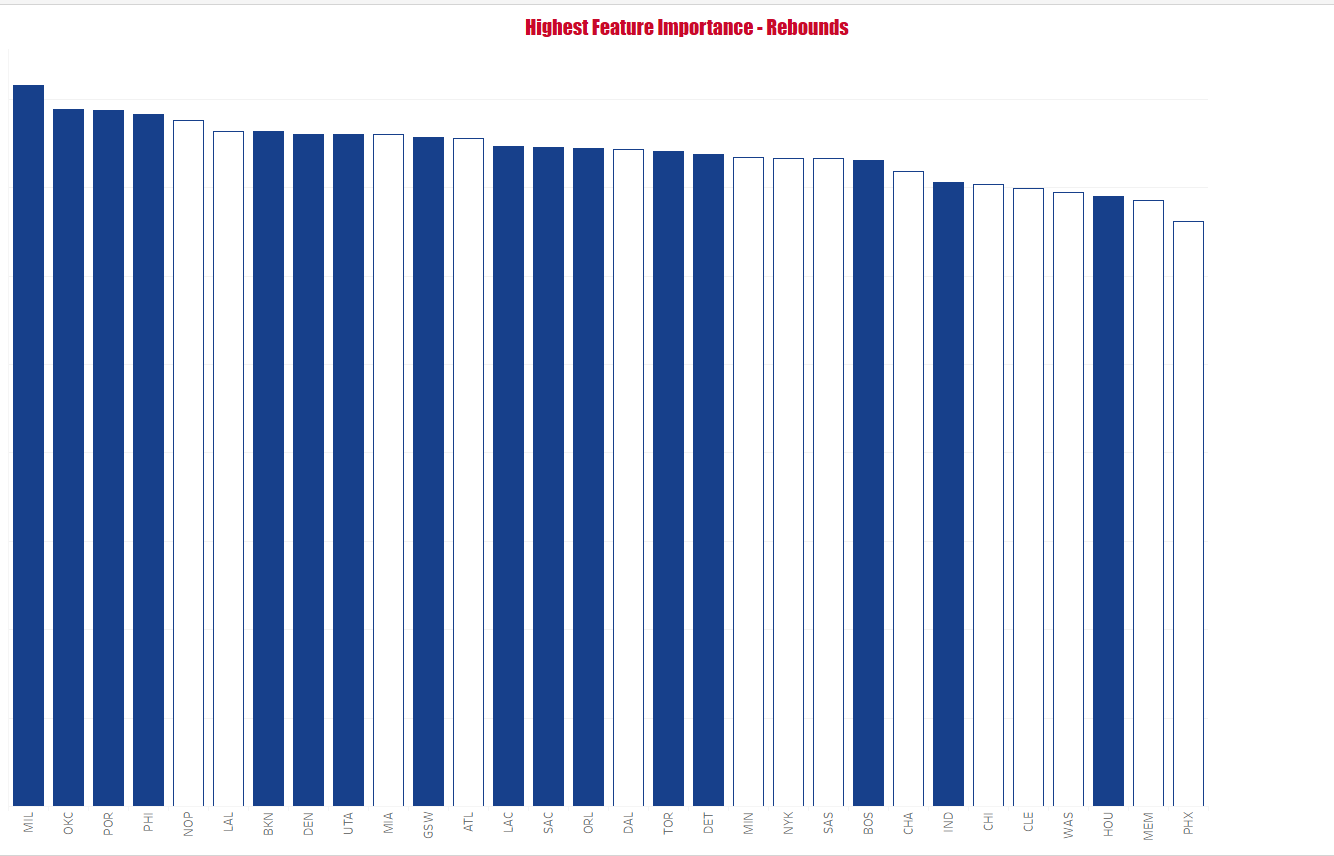 Highest Feature Importance - Rebounds
MIL
OKC
POR
PHI
NOP
LAL
BKN
DEN
UTA
MIA
GSW
ATL
LAC
SAC
ORL
DAL
TOR
DET
MIN
NYK
SAS
BOS
CHA
IND
CHI
CLE
WAS
HOU
MEM
PHX